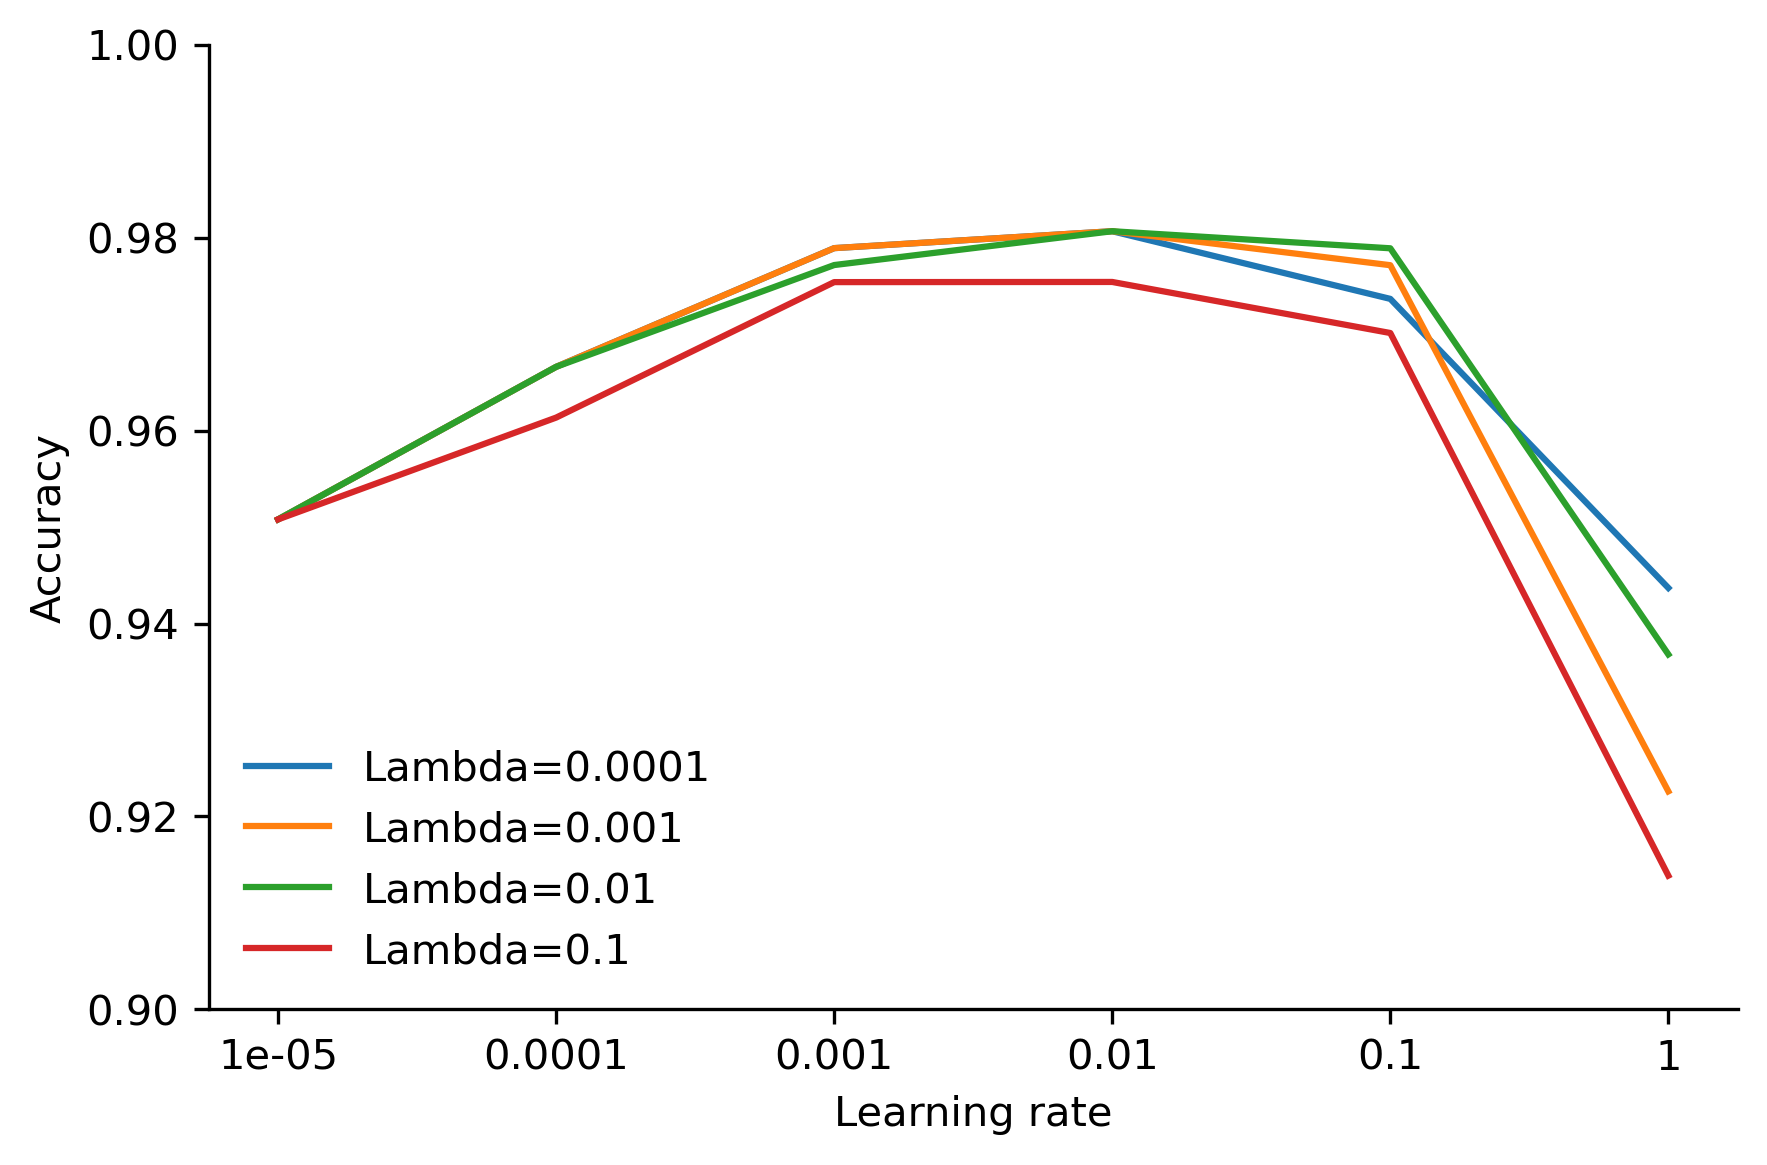 1.00
0.98
0.96
0.94
0.92
0.90
Accuracy
Lambda=0.0001
Lambda=0.001
Lambda=0.01
Lambda=0.1
1e-05 0.0001 0.001 0.01 0.1 1
Learning rate